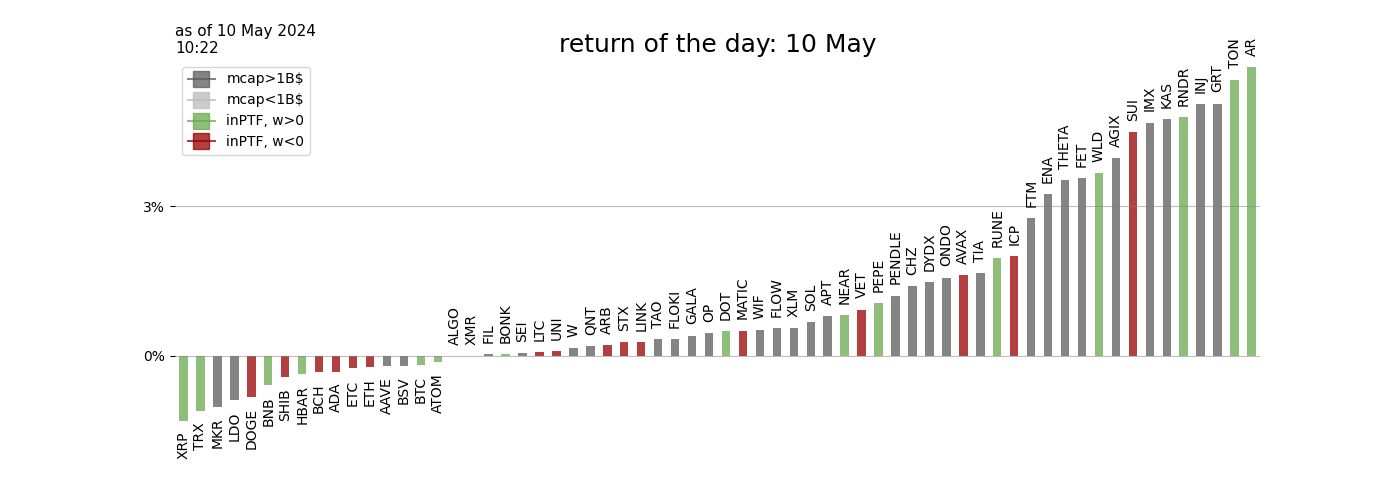 as of 10 May 2024
10:22
return of the day: 10 May
mcap>1B$
mcap<1B$
inPTF, w>0
inPTF, w<0
3%
0%
XRP
TRX
MKR
LDO
DOGE
BNB
SHIB
HBAR
BCH
ADA
ETC
ETH
AAVE
BSV
BTC
ATOM
ALGO
XMR
FIL
BONK
SEI
LTC
UNI
W
QNT
ARB
STX
LINK
TAO
FLOKI
GALA
OP
DOT
MATIC
WIF
FLOW
XLM
SOL
APT
NEAR
VET
PEPE
PENDLE
CHZ
DYDX
ONDO
AVAX
TIA
RUNE
ICP
FTM
ENA
THETA
FET
WLD
AGIX
SUI
IMX
KAS
RNDR
INJ
GRT
TON
AR